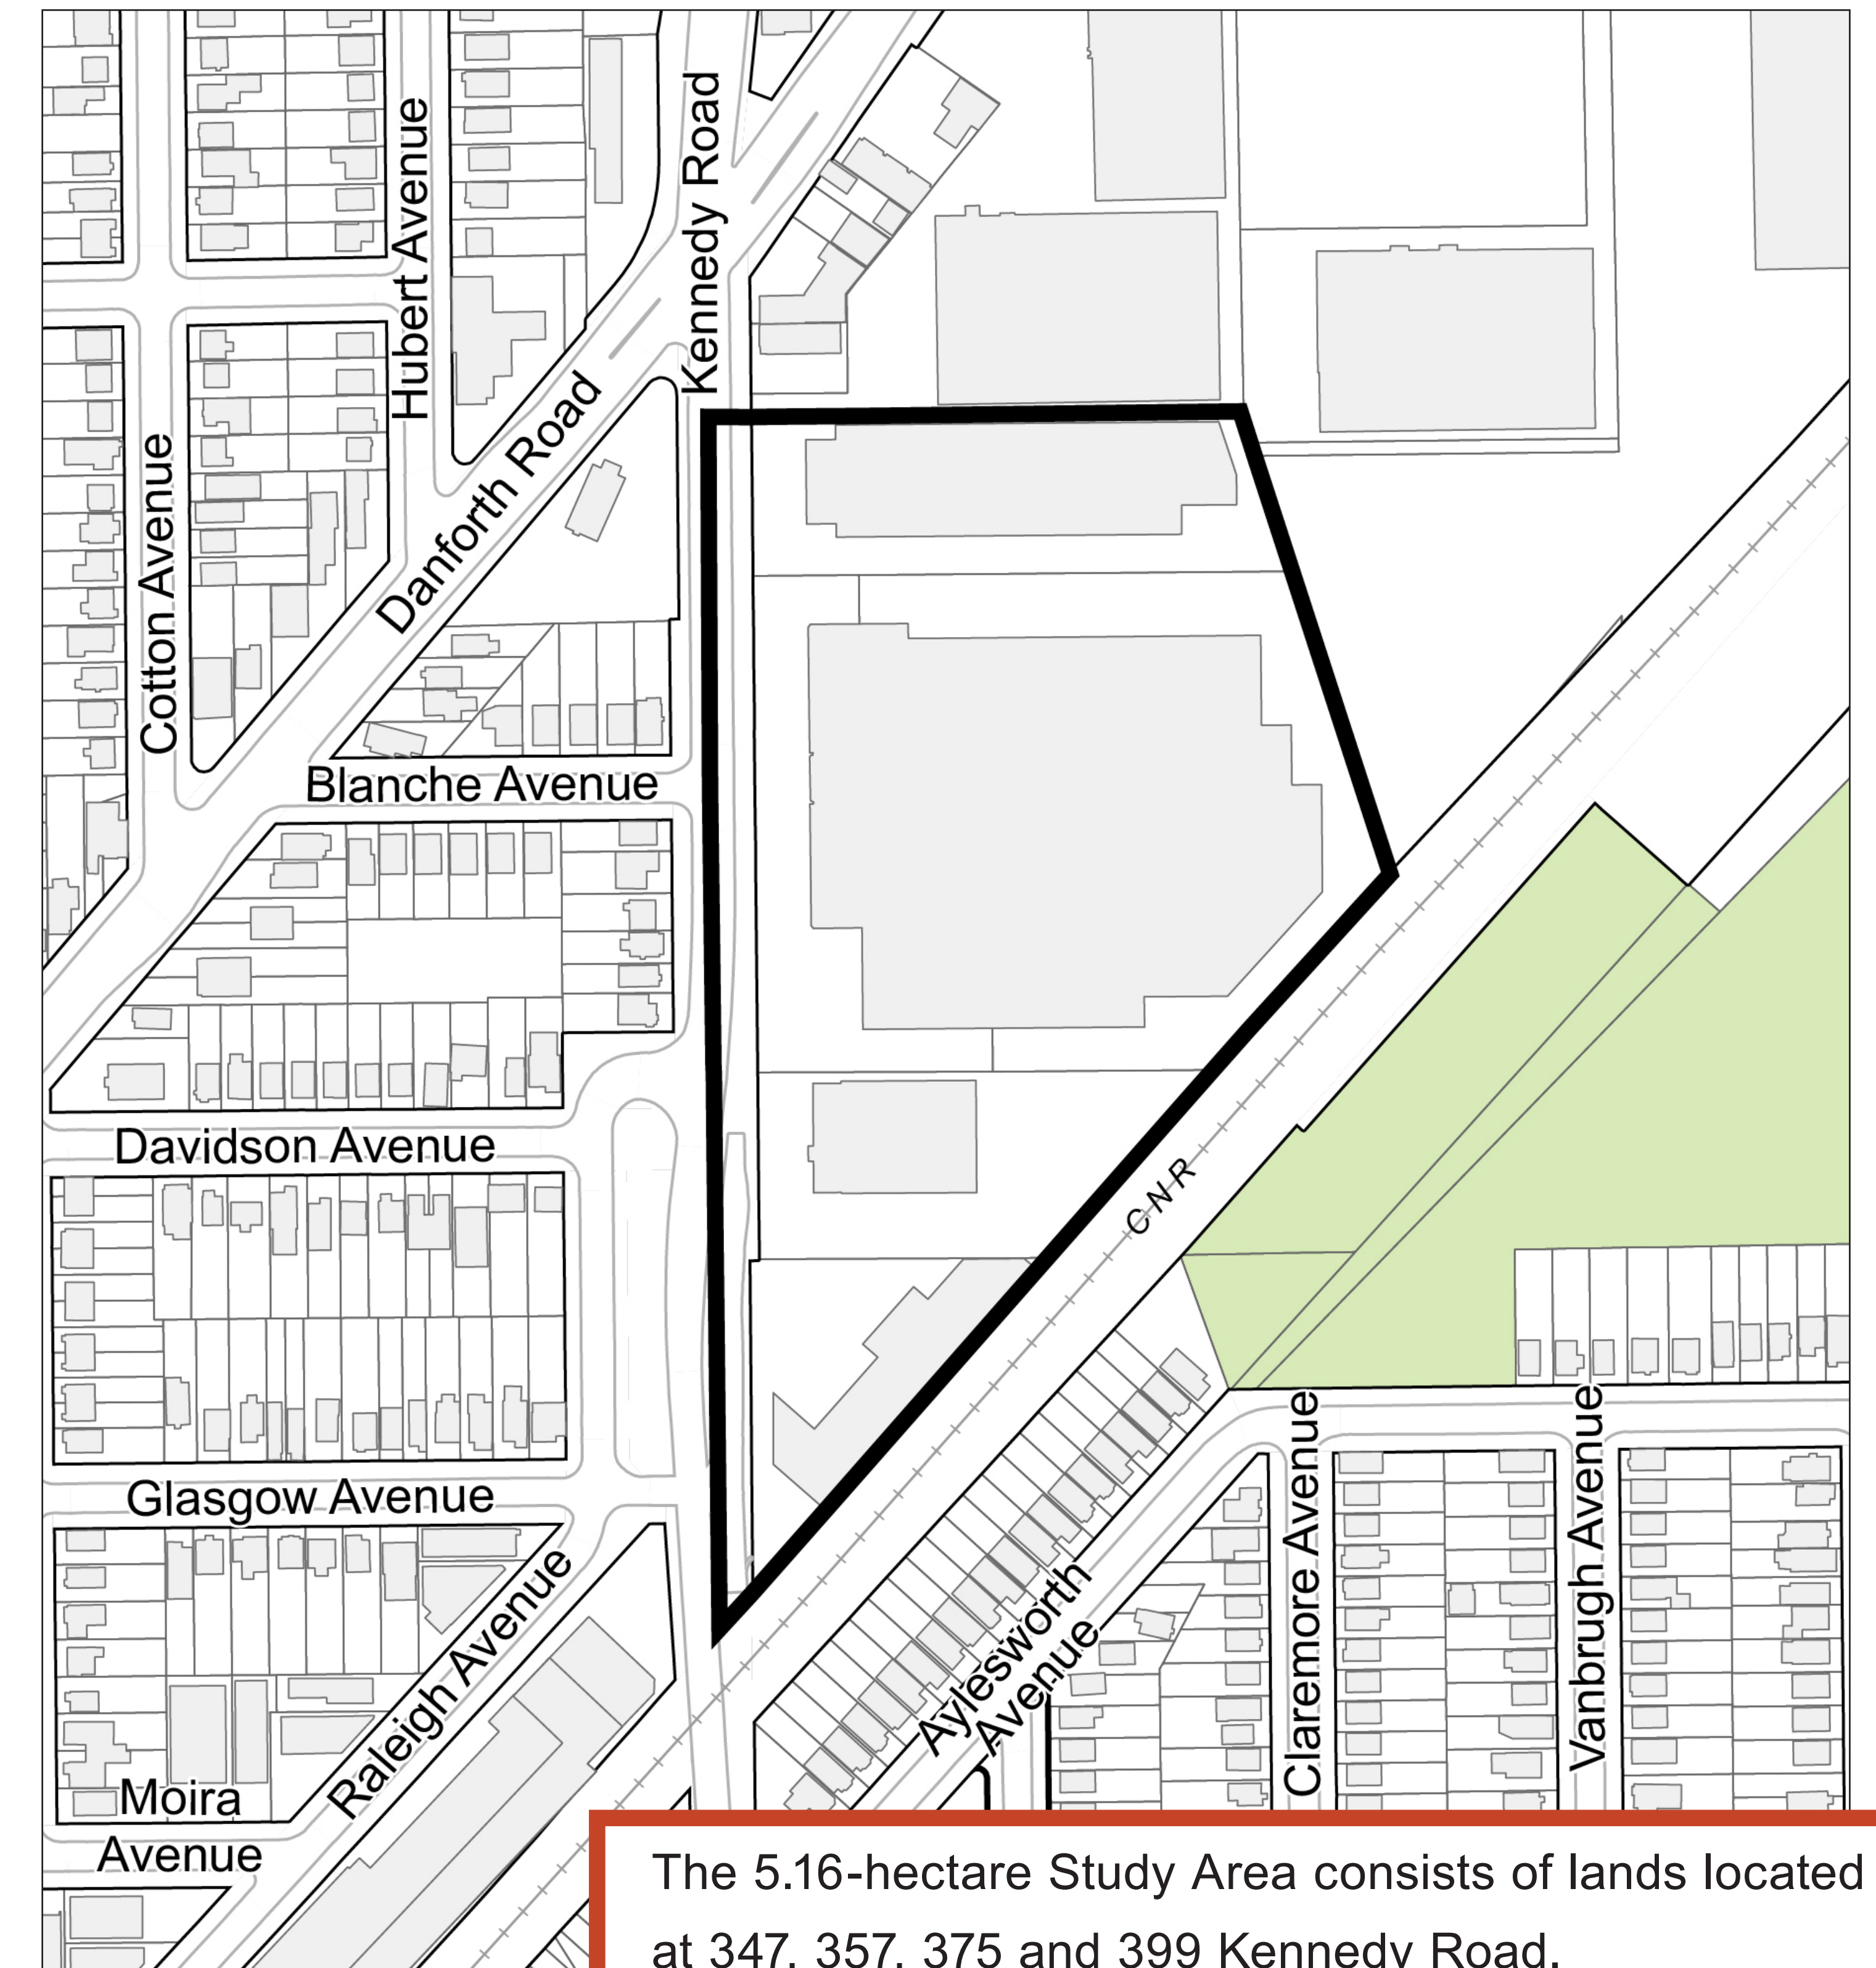 Kennedy Road
Hubert Avenue
Danforth Road
Cotton Avenue
Blanche Avenue
Davidson Avenue
CNR
Glasgow Avenue
Raleigh Avenue
Aylesworth
Avenue
Claremore Avenue
Vanbrugh Avenue
Moira
Avenue
The 5.16-hectare Study Area consists of lands located
at 347, 357, 375 and 399 Kennedy Road.